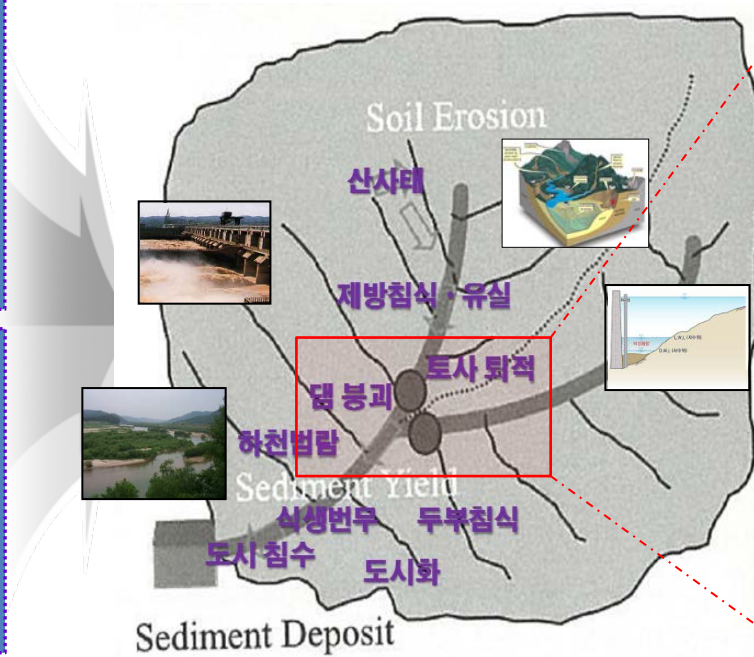 Soil Erosion
산사태
제방침식·유실
토사 퇴적
댐 붕괴
하천범람
Sediment Yield
식생번무
두부침식
도시 침수
도시화
Sediment Deposit